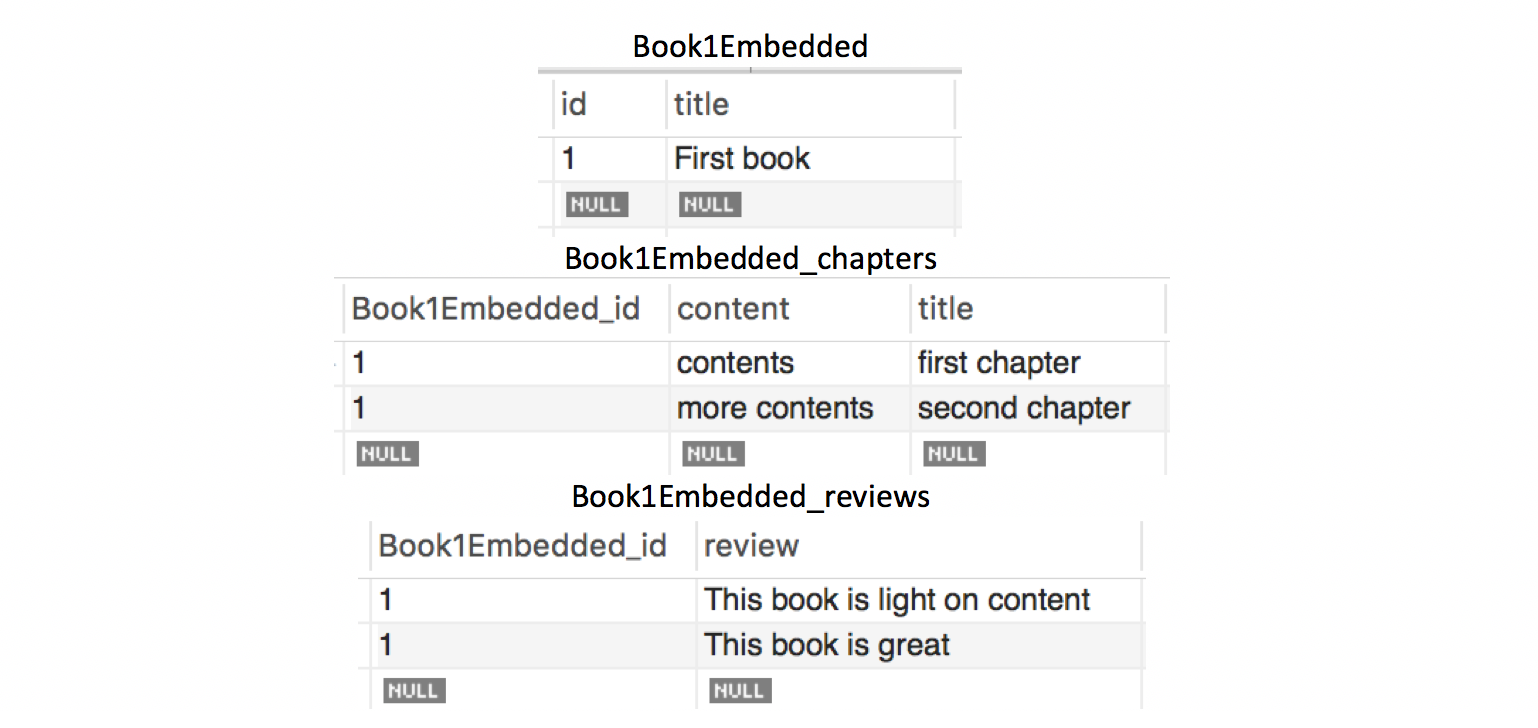 Book1Embedded
id title
1 First book
NULL NULL
Book1Embedded_chapters
Book1Embedded_id content title
1 contents first chapter
1 more contents second chapter
NULL NULL NULL
Book1Embedded_reviews
Book1Embedded_id review
1 This book is light on content
1 This book is great
NULL NULL